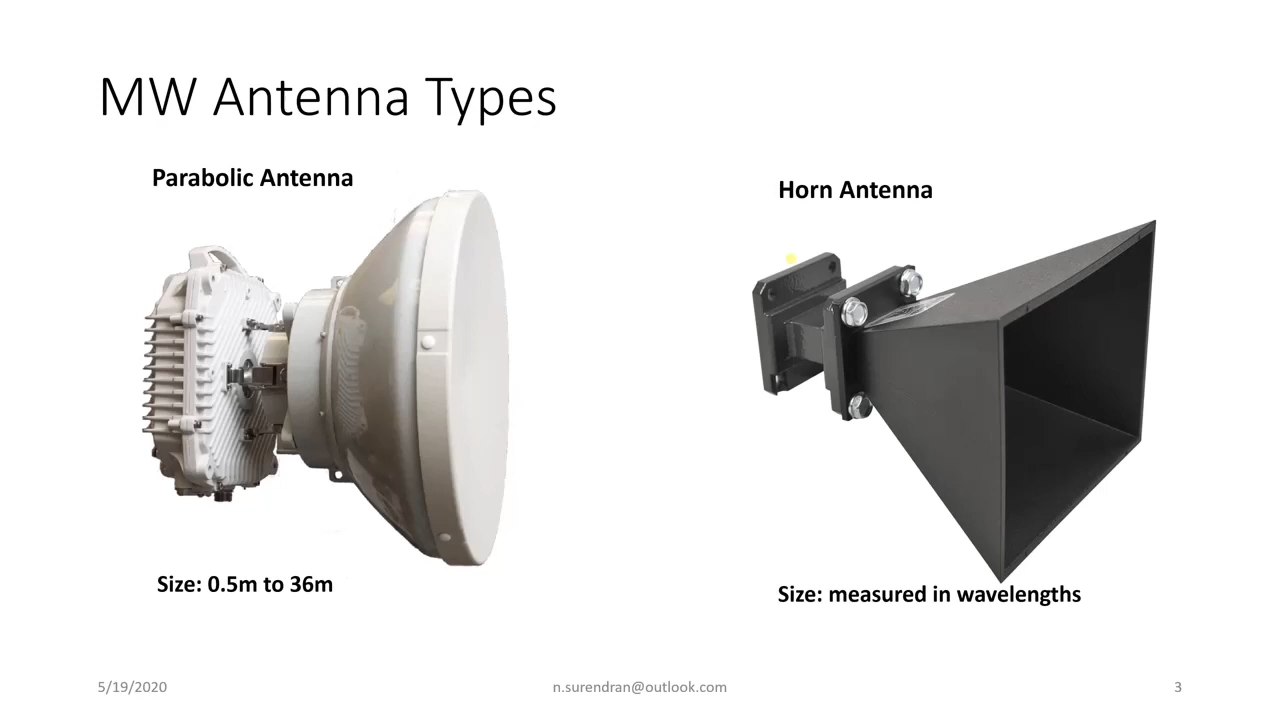 MW Antenna Types
Parabolic Antenna
Horn Antenna
Size: 0.5m to 36m
Size: measured in wavelengths
5/19/2020
n.surendran@outlook.com
3